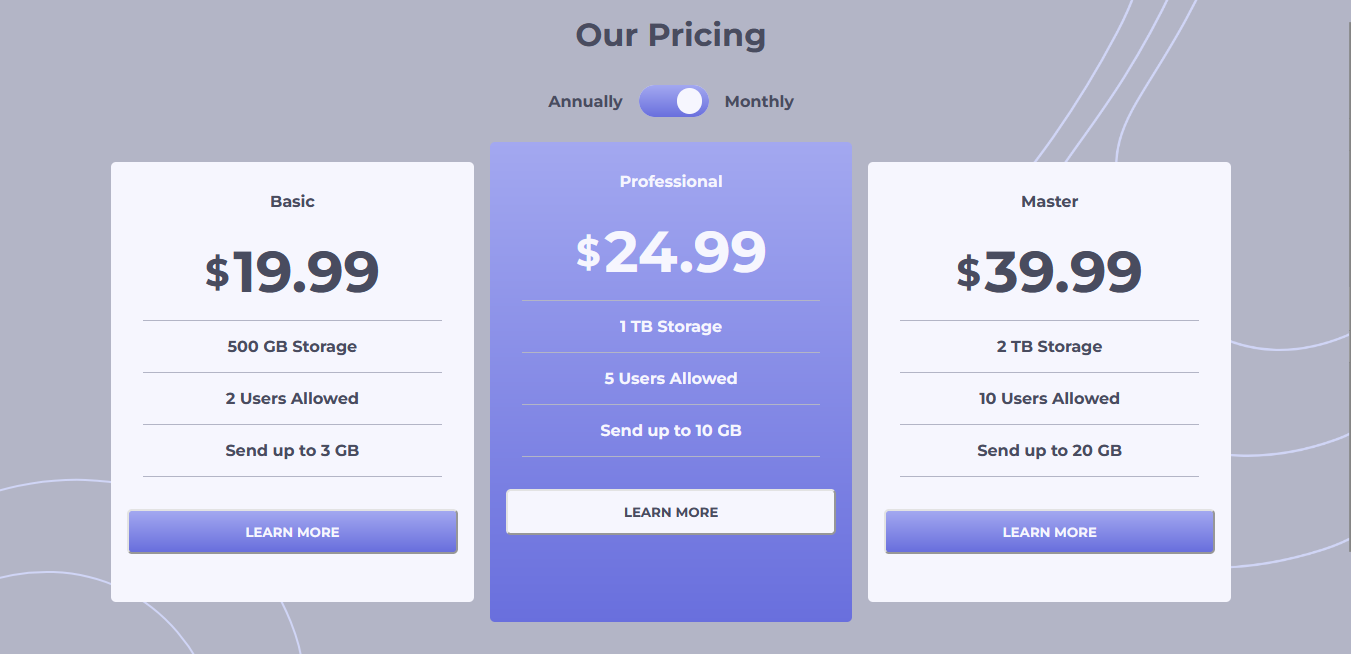 Our Pricing
Annually Monthly
Basic
$19.99
500 GB Storage
2 Users Allowed
Send up to 3 GB
LEARN MORE
Professional
$24.99
1 TB Storage
5 Users Allowed
Send up to 10 GB
LEARN MORE
Master
$39.99
2 TB Storage
10 Users Allowed
Send up to 20 GB
LEARN MORE